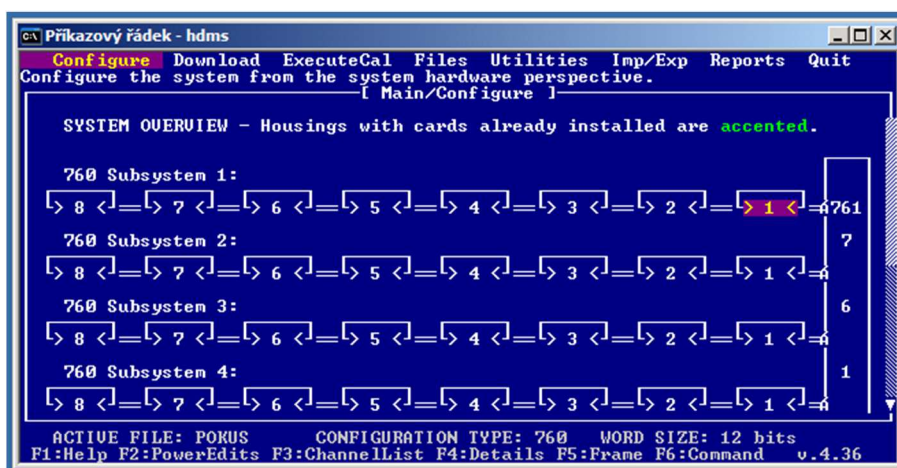 Příkazový řádek - hdms
Configure Download ExecuteCal Files Utilities Imp/Exp Reports Quit
Configure the system from the system hardware perspective.
[ Main/Configure ]
SYSTEM OVERVIEW - Housings with cards already installed are accented.
760 Subsystem 1:
> 8 < > 7 < > 6 < > 5 < > 4 < > 3 < > 2 < > 1 < 761
760 Subsystem 2: 7
> 8 < > 7 < > 6 < > 5 < > 4 < > 3 < > 2 < > 1 <
760 Subsystem 3: 6
> 8 < > 7 < > 6 < > 5 < > 4 < > 3 < > 2 < > 1 <
760 Subsystem 4: 1
> 8 < > 7 < > 6 < > 5 < > 4 < > 3 < > 2 < > 1 <
ACTIVE FILE: POKUS CONFIGURATION TYPE: 760 WORD SIZE: 12 bits
F1:Help F2:PowerEdits F3:ChannelList F4:Details F5:Frame F6:Command v.4.36